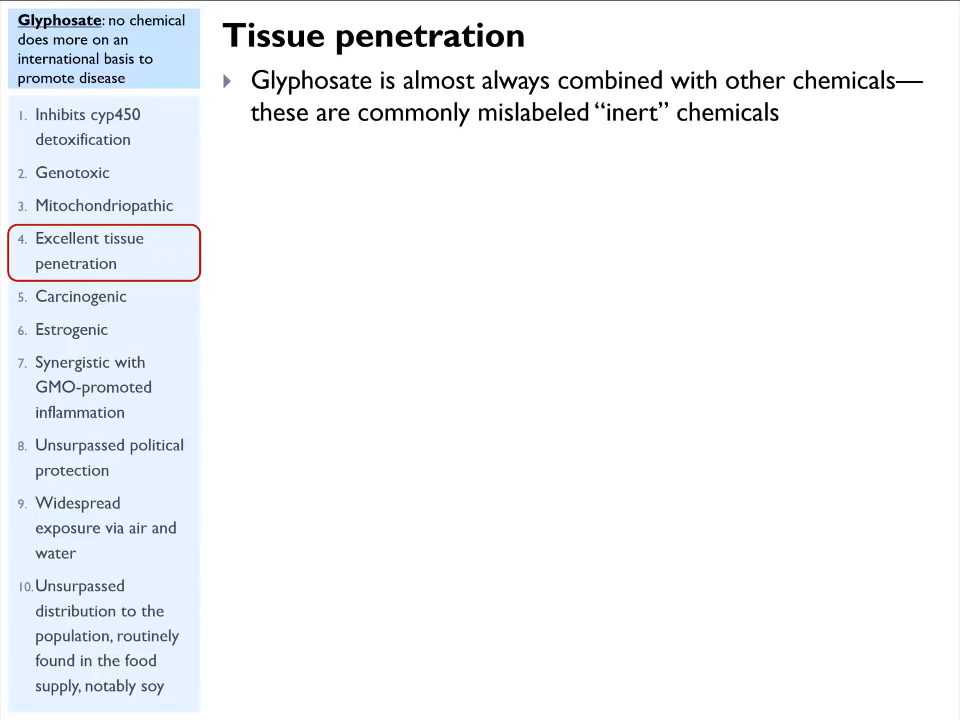 Glyphosate: no chemical
does more on an
international basis to
promote disease
1. Inhibits cyp450
detoxification
2. Genotoxic
3. Mitochondriopathic
4. Excellent tissue
penetration
5. Carcinogenic
6. Estrogenic
7. Synergistic with
GMO-promoted
inflammation
8. Unsurpassed political
protection
9. Widespread
exposure via air and
water
10. Unsurpassed
distribution to the
population, routinely
found in the food
supply, notably soy
Tissue penetration
Glyphosate is almost always combined with other chemicals—
these are commonly mislabeled “inert” chemicals